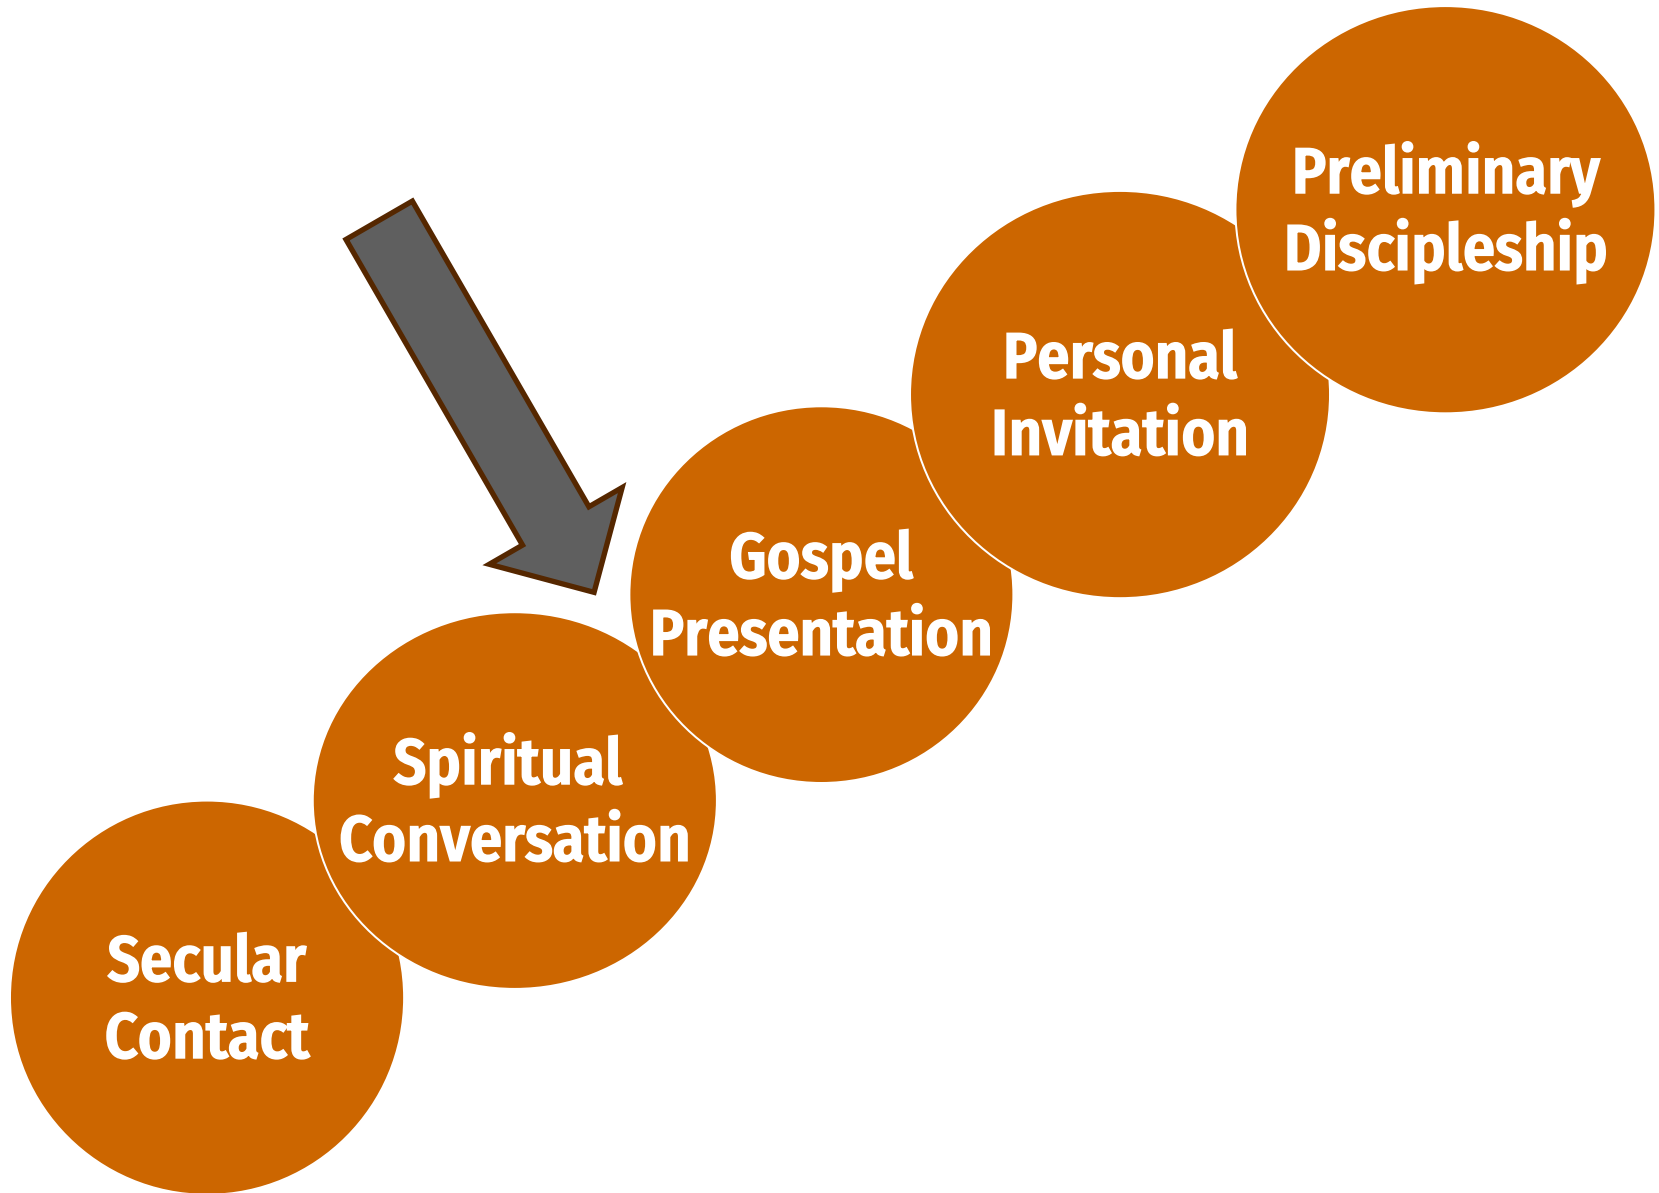 Preliminary
Discipleship
Personal
Invitation
Gospel
Presentation
Spiritual
Conversation
Secular
Contact